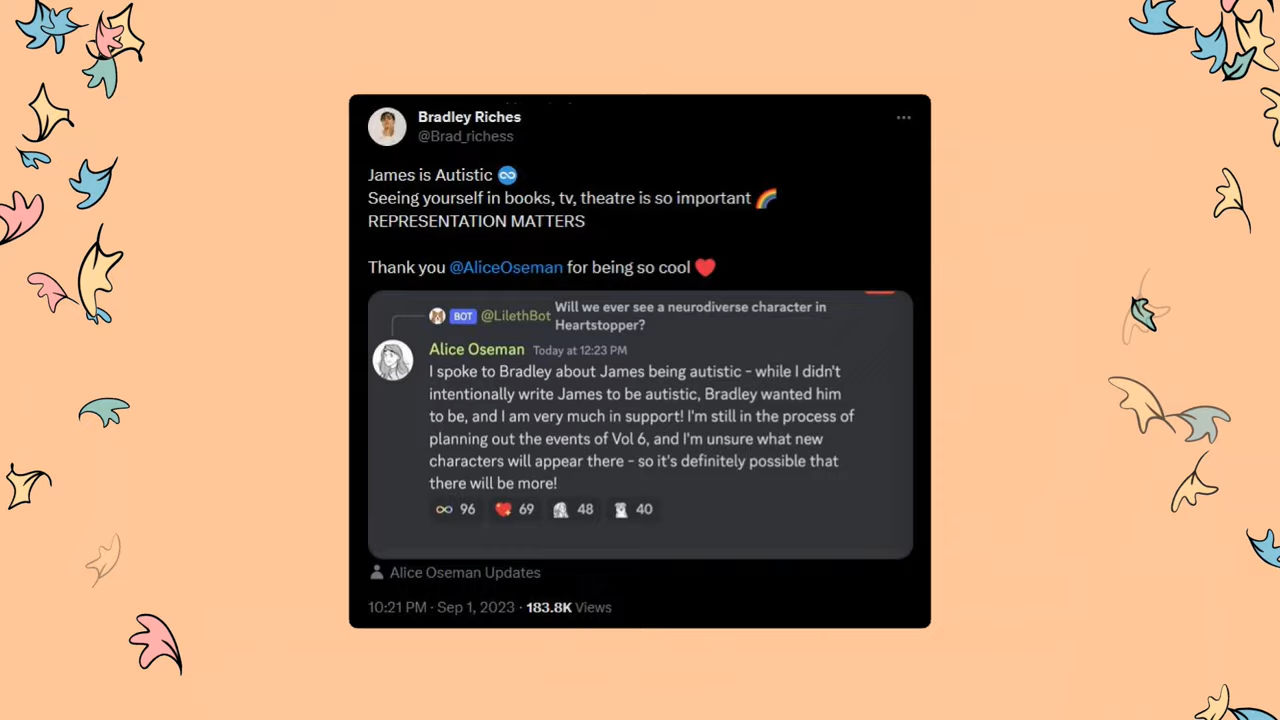 Bradley Riches
@Brad_richess
James is Autistic ♾️
Seeing yourself in books, tv, theatre is so important 🌈
REPRESENTATION MATTERS
Thank you @AliceOseman for being so cool ❤️
BOT @LilethBot Will we ever see a neurodiverse character in
Heartstopper?
Alice Oseman Today at 12:23 PM
I spoke to Bradley about James being autistic - while I didn't
intentionally write James to be autistic, Bradley wanted him
to be, and I am very much in support! I'm still in the process of
planning out the events of Vol 6, and I'm unsure what new
characters will appear there - so it's definitely possible that
there will be more!
96 69 48 40
Alice Oseman Updates
10:21 PM · Sep 1, 2023 · 183.8K Views